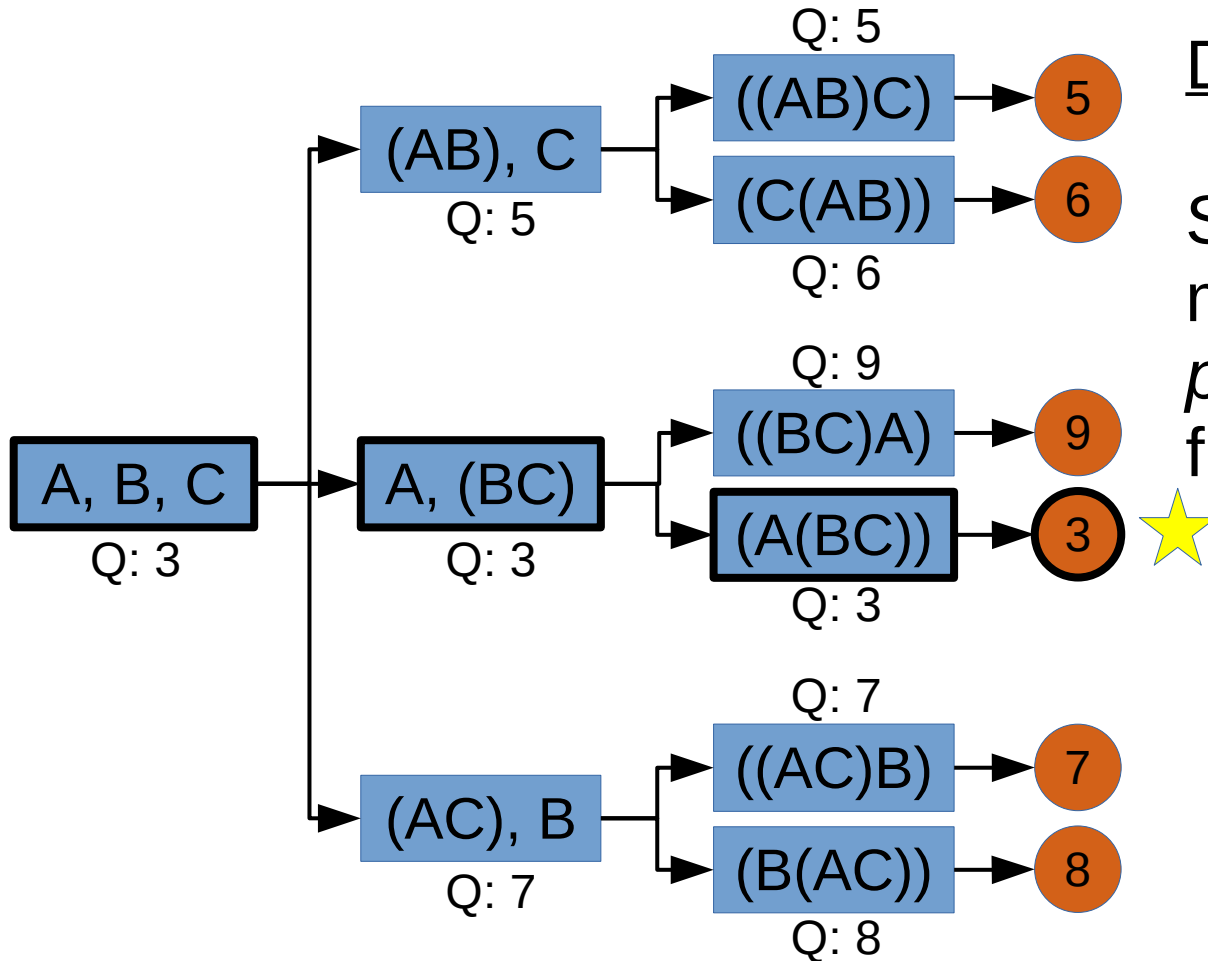 Q: 5
((AB)C)
5
(AB), C
Q: 5
(C(AB))
6
Q: 6
Q: 9
((BC)A)
9
A, B, C
Q: 3
A, (BC)
Q: 3
(A(BC))
3
Q: 3
Q: 7
((AC)B)
7
(AC), B
Q: 7
(B(AC))
8
Q: 8